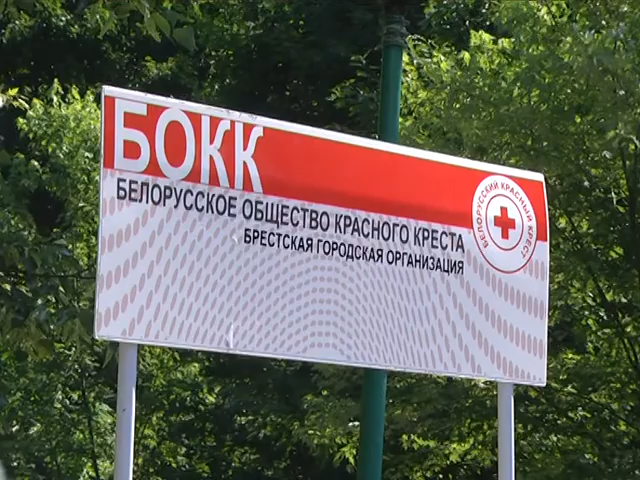 БОКК
БЕЛОРУССКОЕ ОБЩЕСТВО КРАСНОГО КРЕСТА
БРЕСТСКАЯ ГОРОДСКАЯ ОРГАНИЗАЦИЯ
БЕЛОРУССКИЙ КРАСНЫЙ КРЕСТ